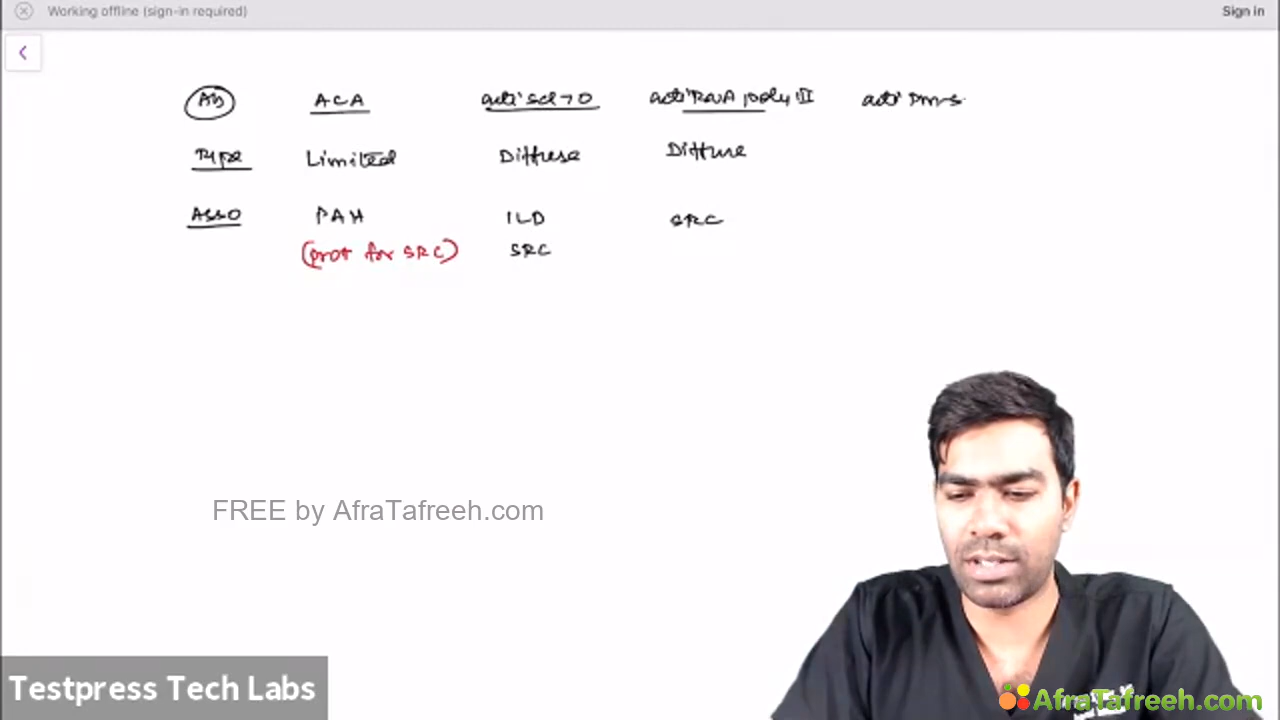 Working offline (sign-in required)
Sign in
Ab ACA anti Scl 70 anti RNA poly III anti Pm-s
Type Limited Diffuse Diffuse
Asso PAH ILD SRC
(prot for SRC) SRC
FREE by AfraTafreeh.com
Testpress Tech Labs
AfraTafreeh.com